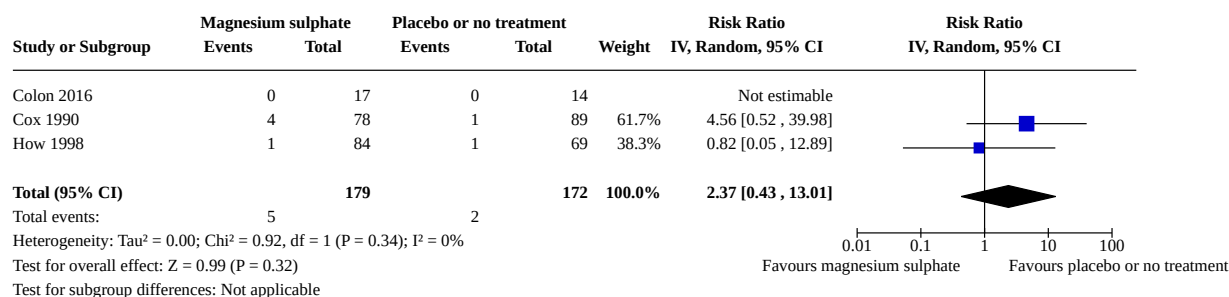 Magnesium sulphate Placebo or no treatment Risk Ratio Risk Ratio
Study or Subgroup Events Total Events Total Weight IV, Random, 95% CI IV, Random, 95% CI
Colon 2016 0 17 0 14 Not estimable
Cox 1990 4 78 1 89 61.7% 4.56 [0.52 , 39.98]
How 1998 1 84 1 69 38.3% 0.82 [0.05 , 12.89]
Total (95% CI) 179 172 100.0% 2.37 [0.43 , 13.01]
Total events: 5 2
Heterogeneity: Tau² = 0.00; Chi² = 0.92, df = 1 (P = 0.34); I² = 0%
0.01 0.1 1 10 100
Test for overall effect: Z = 0.99 (P = 0.32) Favours magnesium sulphate Favours placebo or no treatment
Test for subgroup differences: Not applicable